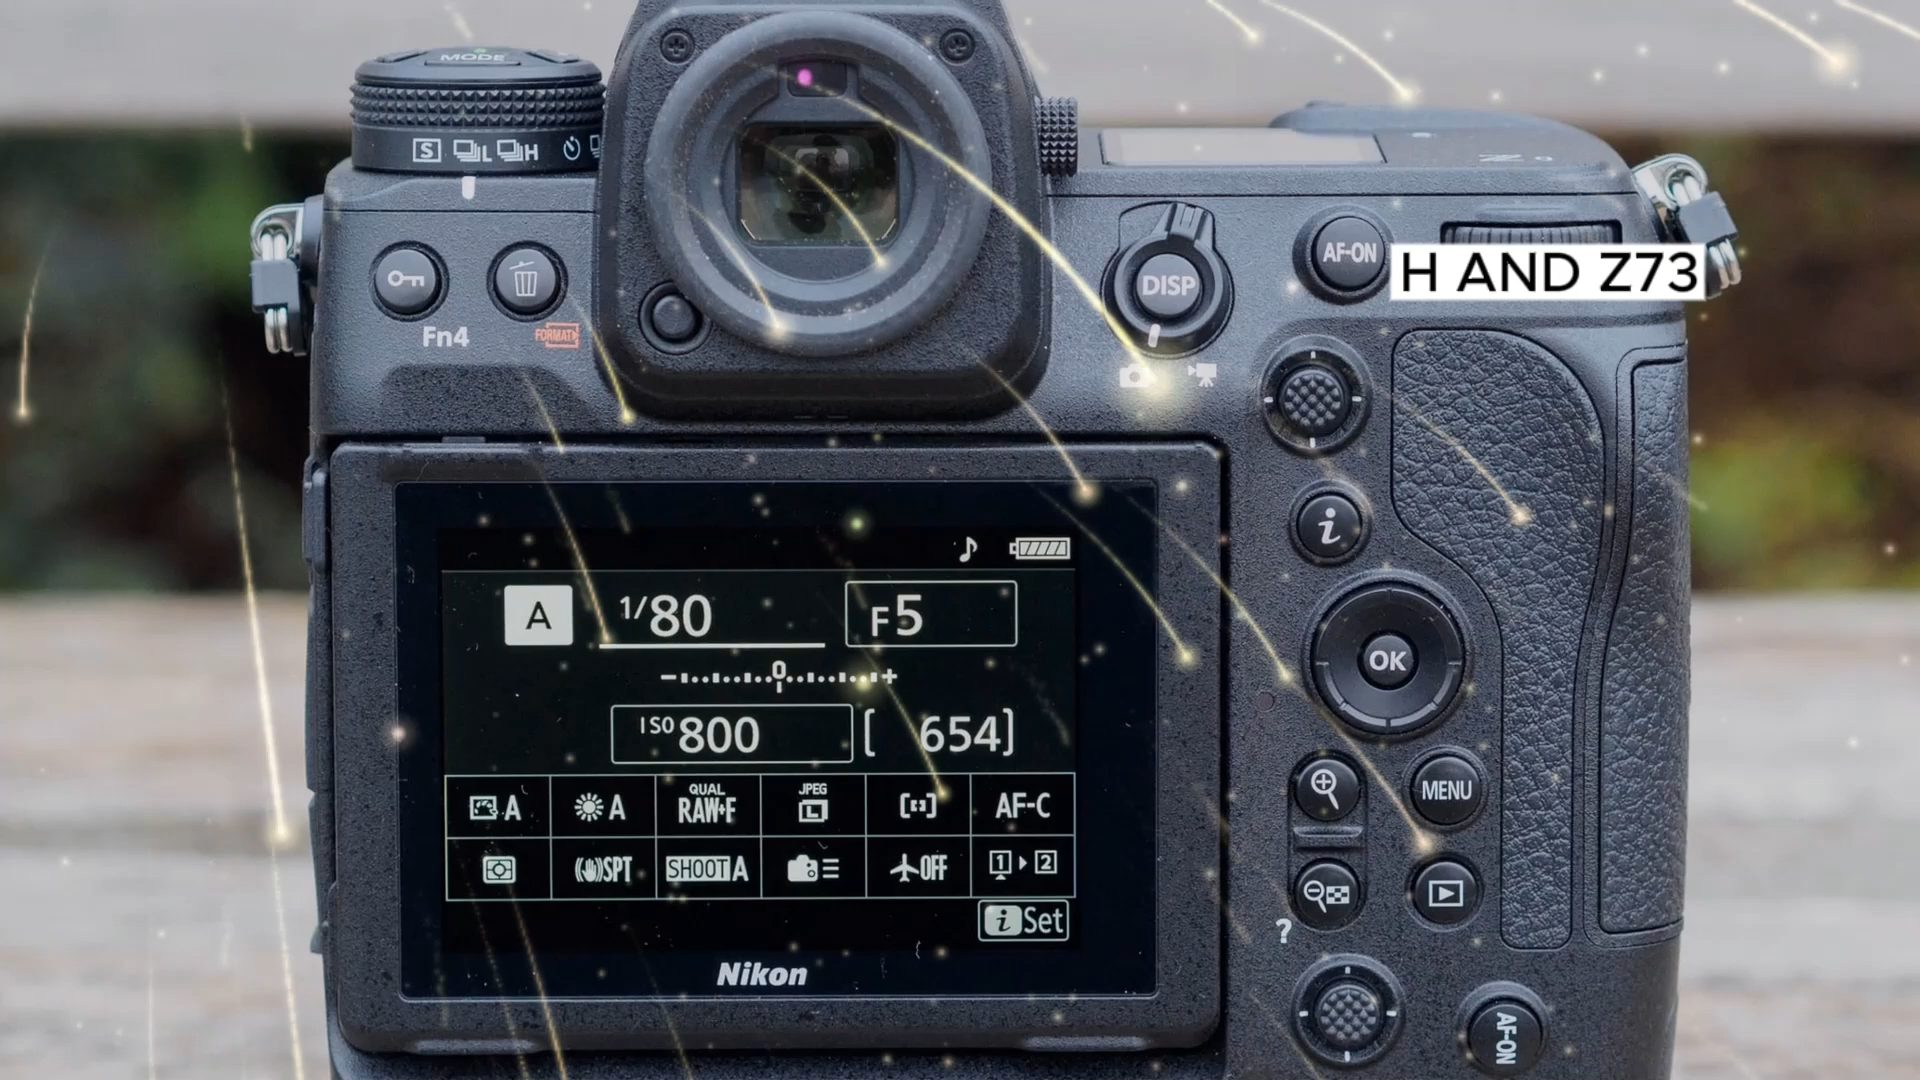 MODE
S L H
AF-ON
H AND Z73
DISP
Fn4
FORMAT
i
A 1/80 F5
- 0 +
ISO 800 [ 654]
OK
A A QUAL RAW+F JPEG L AF-C
MENU
SPT SHOOT A OFF 1 2
i Set
?
Nikon
AF-ON